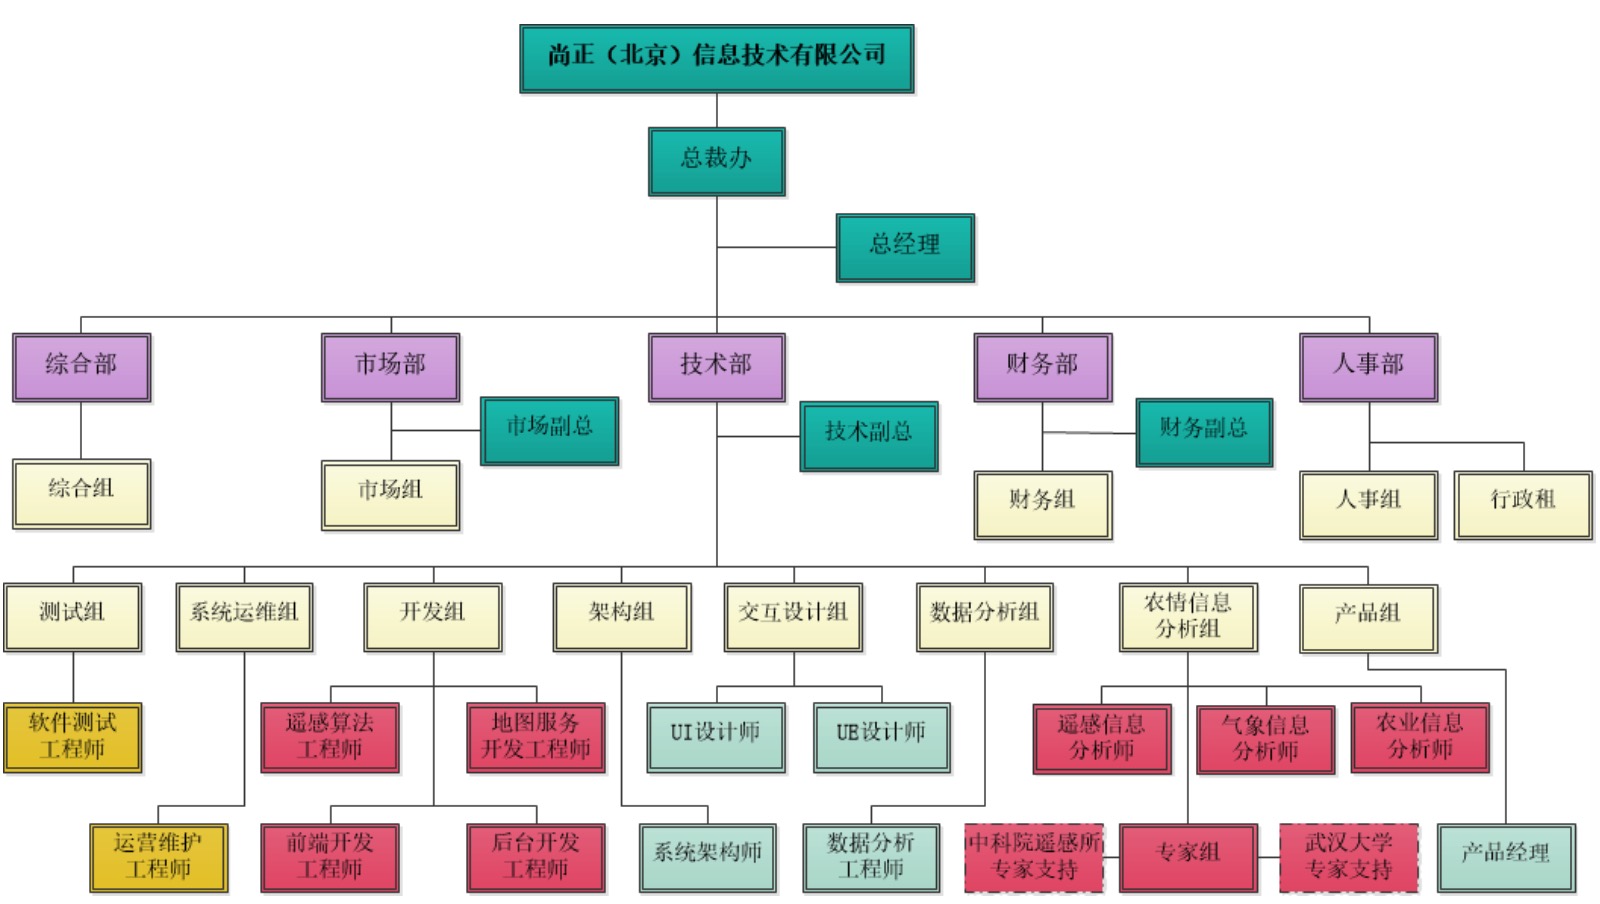 尚正（北京）信息技术有限公司
总裁办
总经理
综合部
市场部
技术部
财务部
人事部
市场副总
技术副总
财务副总
综合组
市场组
财务组
人事组
行政租
测试组
系统运维组
开发组
架构组
交互设计组
数据分析组
农情信息
分析组
产品组
软件测试
工程师
遥感算法
工程师
地图服务
开发工程师
UI设计师
UE设计师
遥感信息
分析师
气象信息
分析师
农业信息
分析师
运营维护
工程师
前端开发
工程师
后台开发
工程师
系统架构师
数据分析
工程师
中科院遥感所
专家支持
专家组
武汉大学
专家支持
产品经理